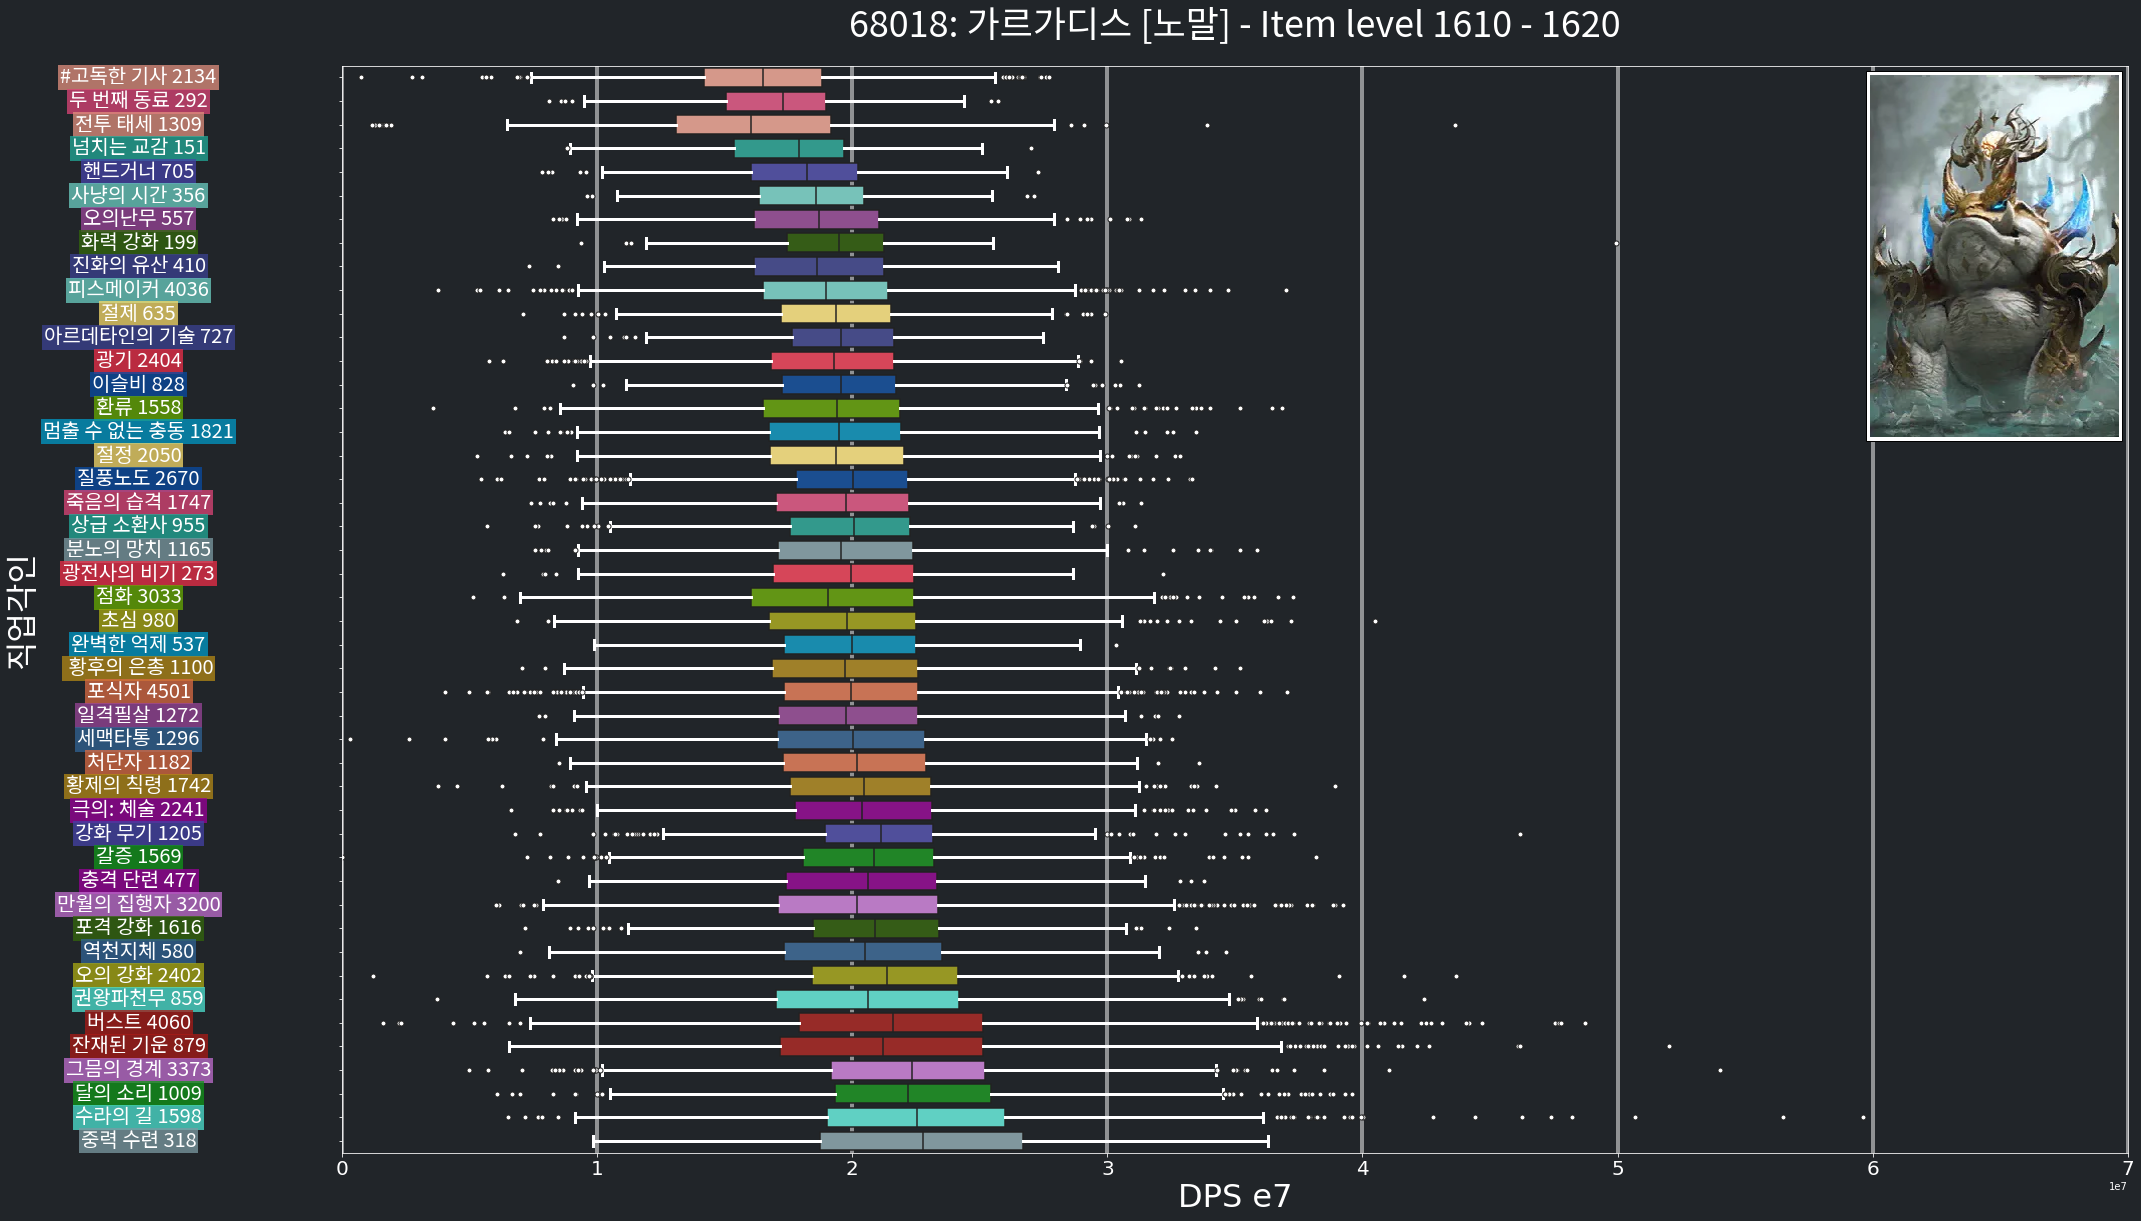 68018: 가르가디스 [노말] - Item level 1610 - 1620
#고독한 기사 2134
두 번째 동료 292
전투 태세 1309
넘치는 교감 151
핸드거너 705
사냥의 시간 356
오의난무 557
화력 강화 199
진화의 유산 410
피스메이커 4036
절제 635
아르데타인의 기술 727
광기 2404
이슬비 828
환류 1558
멈출 수 없는 충동 1821
절정 2050
질풍노도 2670
죽음의 습격 1747
상급 소환사 955
분노의 망치 1165
광전사의 비기 273
점화 3033
초심 980
완벽한 억제 537
황후의 은총 1100
포식자 4501
일격필살 1272
세맥타통 1296
처단자 1182
황제의 칙령 1742
극의: 체술 2241
강화 무기 1205
갈증 1569
충격 단련 477
만월의 집행자 3200
포격 강화 1616
역천지체 580
오의 강화 2402
권왕파천무 859
버스트 4060
잔재된 기운 879
그믐의 경계 3373
달의 소리 1009
수라의 길 1598
중력 수련 318
직업각인
0 1 2 3 4 5 6 7
DPS e7
1e7